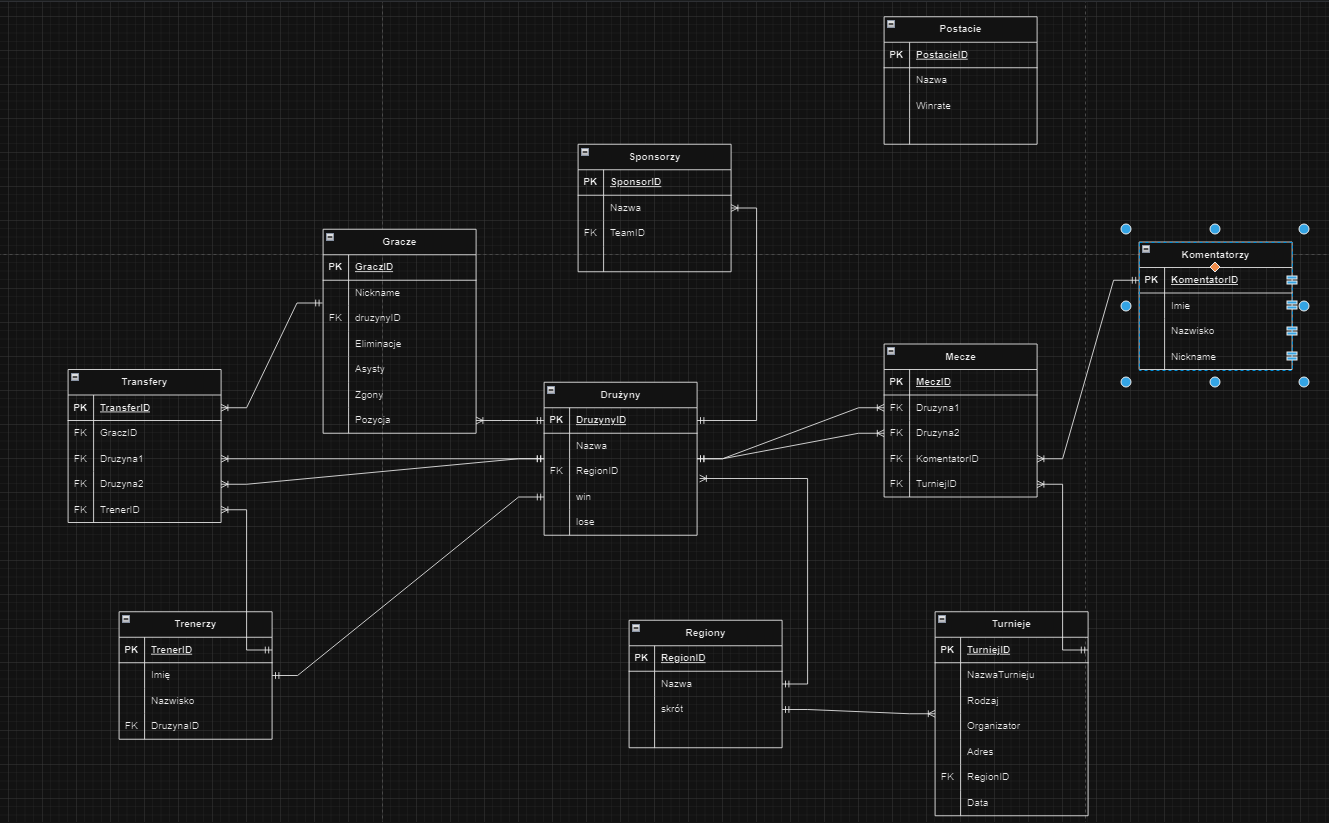 Postacie
PK PostacieID
Nazwa
Winrate
Sponsorzy
PK SponsorID
Nazwa
FK TeamID
Gracze
PK GraczID
Nickname
FK druzynyID
Eliminacje
Asysty
Zgony
Pozycja
Komentatorzy
PK KomentatorID
Imie
Nazwisko
Nickname
Transfery
PK TransferID
FK GraczID
FK Druzyna1
FK Druzyna2
FK TrenerID
Drużyny
PK DruzynyID
Nazwa
FK RegionID
win
lose
Mecze
PK MeczID
FK Druzyna1
FK Druzyna2
FK KomentatorID
FK TurniejID
Trenerzy
PK TrenerID
Imię
Nazwisko
FK DruzynaID
Regiony
PK RegionID
Nazwa
skrót
Turnieje
PK TurniejID
NazwaTurnieju
Rodzaj
Organizator
Adres
FK RegionID
Data